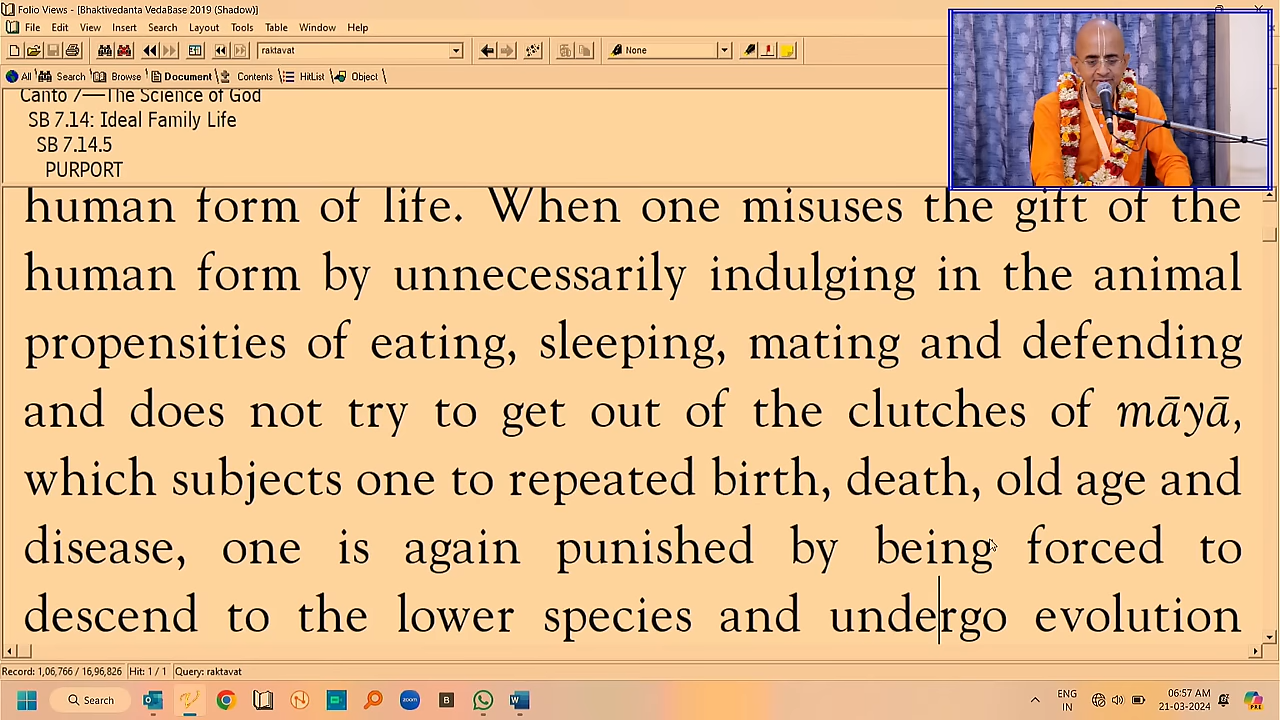 Folio Views - [Bhaktivedanta VedaBase 2019 (Shadow)]
File Edit View Insert Search Layout Tools Table Window Help
raktavat None
All Search Browse Document Contents HitList Object
Canto 7—The Science of God
SB 7.14: Ideal Family Life
SB 7.14.5
PURPORT
human form of life. When one misuses the gift of the
human form by unnecessarily indulging in the animal
propensities of eating, sleeping, mating and defending
and does not try to get out of the clutches of māyā,
which subjects one to repeated birth, death, old age and
disease, one is again punished by being forced to
descend to the lower species and undergo evolution
Record: 1,06,766 / 16,96,826 Hit: 1 / 1 Query: raktavat
Search zoom B ENG 06:57 AM
IN 21-03-2024 PRE